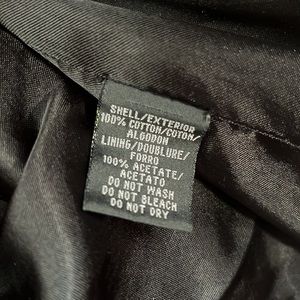 SHELL/EXTERIOR
100% COTTON/COTON/
ALGODON
LINING/DOUBLURE/
FORRO
100% ACETATE/
ACETATO
DO NOT WASH
DO NOT BLEACH
DO NOT DRY